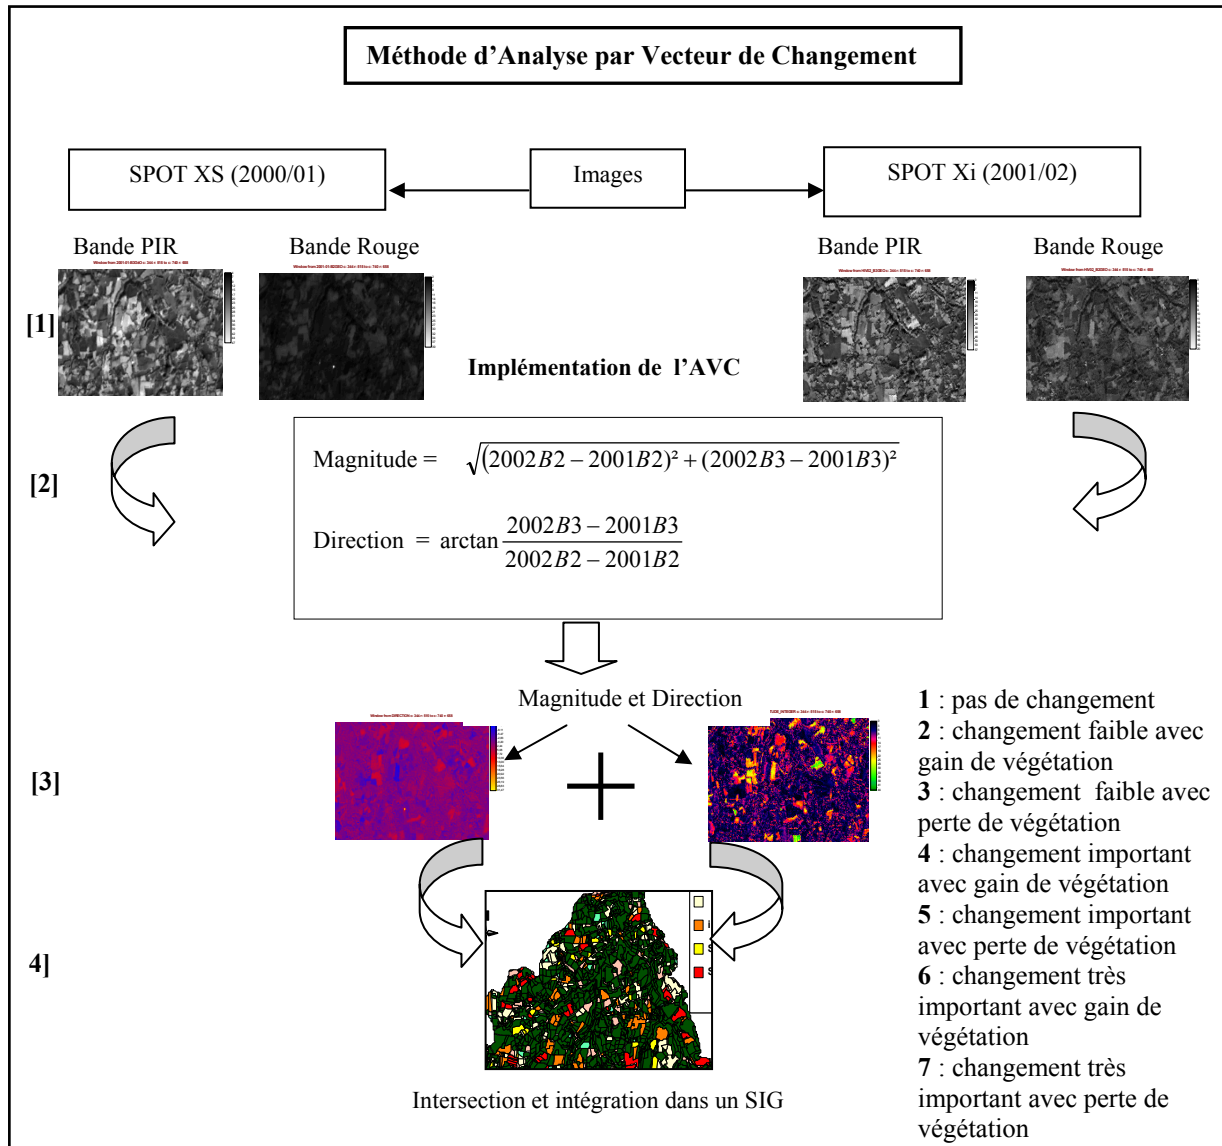 Méthode d'Analyse par Vecteur de Changement
SPOT XS (2000/01)
Images
SPOT Xi (2001/02)
Bande PIR
Bande Rouge
Bande PIR
Bande Rouge
[1]
Implémentation de l'AVC
[2]
Magnitude = √(2002B2 − 2001B2)² + (2002B3 − 2001B3)²
Direction = arctan
2002B3 − 2001B3
2002B2 − 2001B2
Magnitude et Direction
[3]
4]
Intersection et intégration dans un SIG
1 : pas de changement
2 : changement faible avec
gain de végétation
3 : changement faible avec
perte de végétation
4 : changement important
avec gain de végétation
5 : changement important
avec perte de végétation
6 : changement très
important avec gain de
végétation
7 : changement très
important avec perte de
végétation